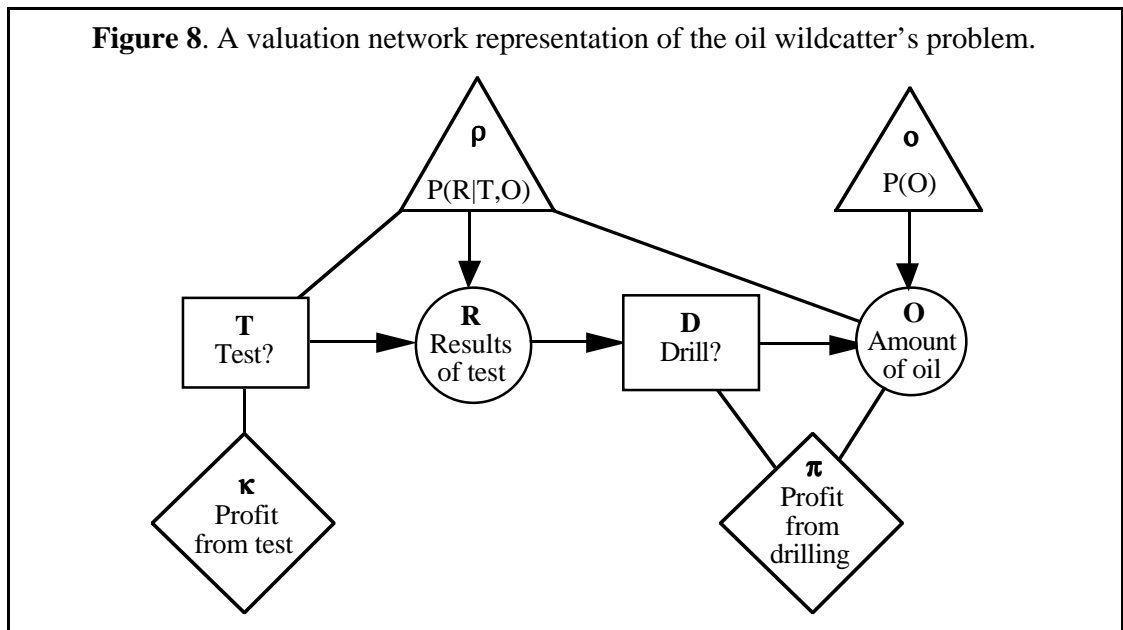 Figure 8. A valuation network representation of the oil wildcatter’s problem.
ρ
P(R|T,O)
ο
P(O)
T
Test?
R
Results
of test
D
Drill?
O
Amount
of oil
κ
Profit
from test
π
Profit
from
drilling